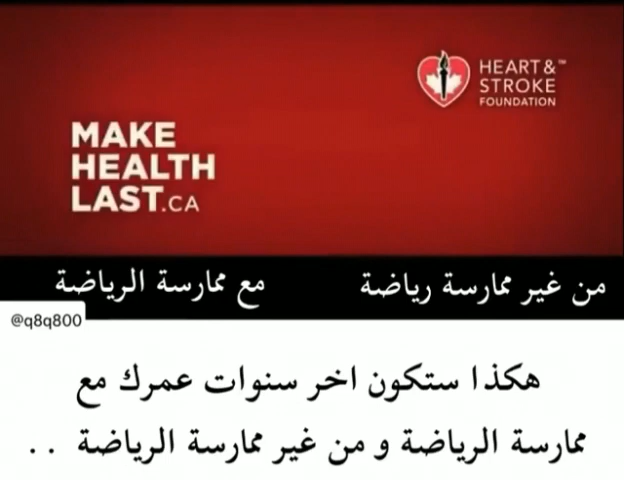 HEART & ™
STROKE
FOUNDATION
MAKE
HEALTH
LAST.CA
من غير ممارسة رياضة
مع ممارسة الرياضة
@q8q800
هكذا ستكون اخر سنوات عمرك مع
ممارسة الرياضة و من غير ممارسة الرياضة . .